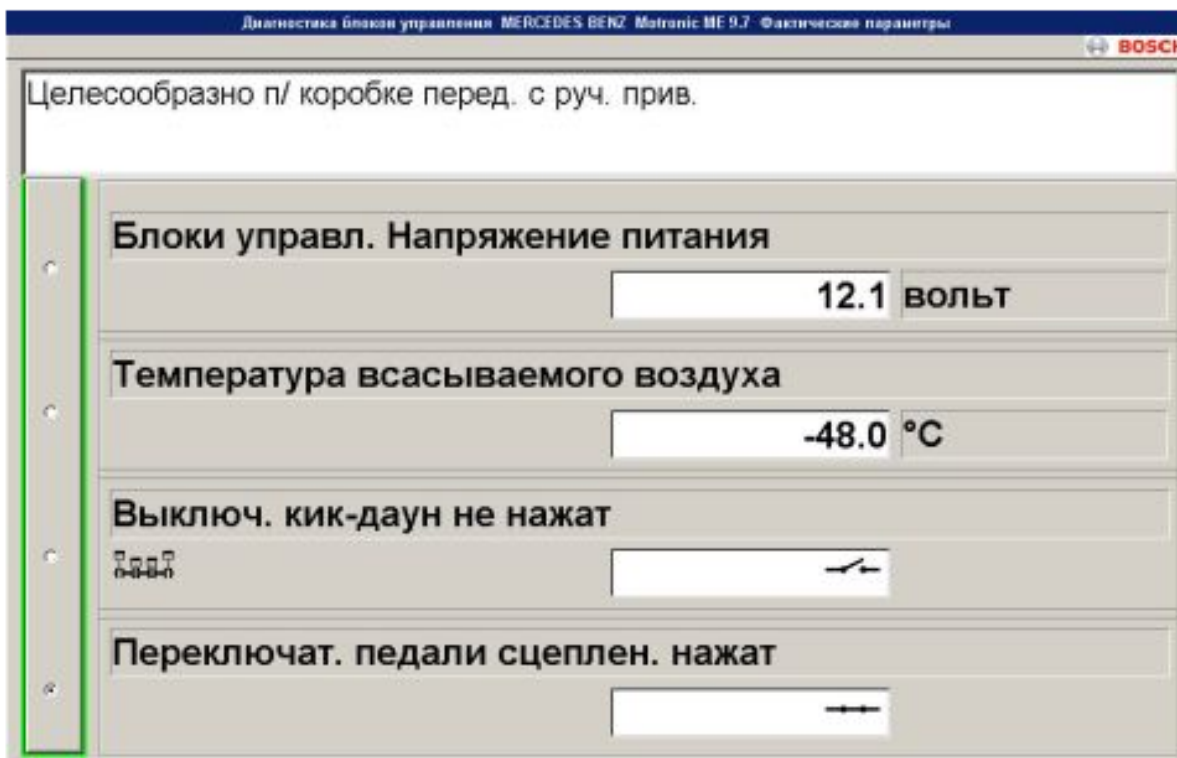 Диагностика блоков управления MERCEDES BENZ Motronic ME 9.7 Фактические параметры
BOSCH
Целесообразно п/ коробке перед. с руч. прив.
Блоки управл. Напряжение питания
12.1 вольт
Температура всасываемого воздуха
-48.0 °C
Выключ. кик-даун не нажат
Переключат. педали сцеплен. нажат